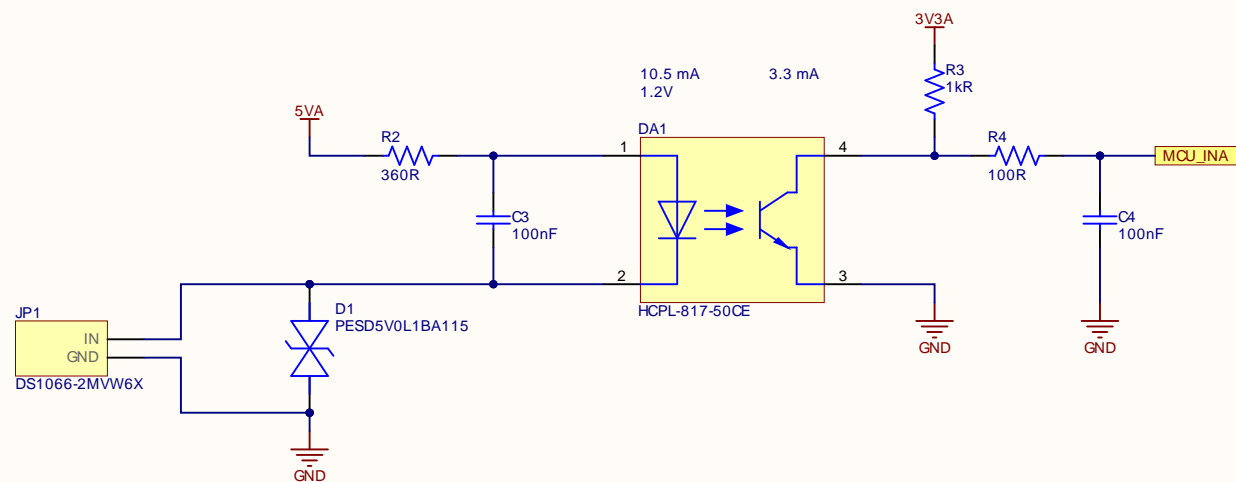 3V3A
10.5 mA
3.3 mA
R3
1.2V
1kR
5VA
DA1
R2
1
4
R4
MCU_INA
360R
100R
C3
100nF
C4
100nF
2
3
D1
HCPL-817-50CE
JP1
PESD5V0L1BA115
IN
GND
GND
GND
DS1066-2MVW6X
GND